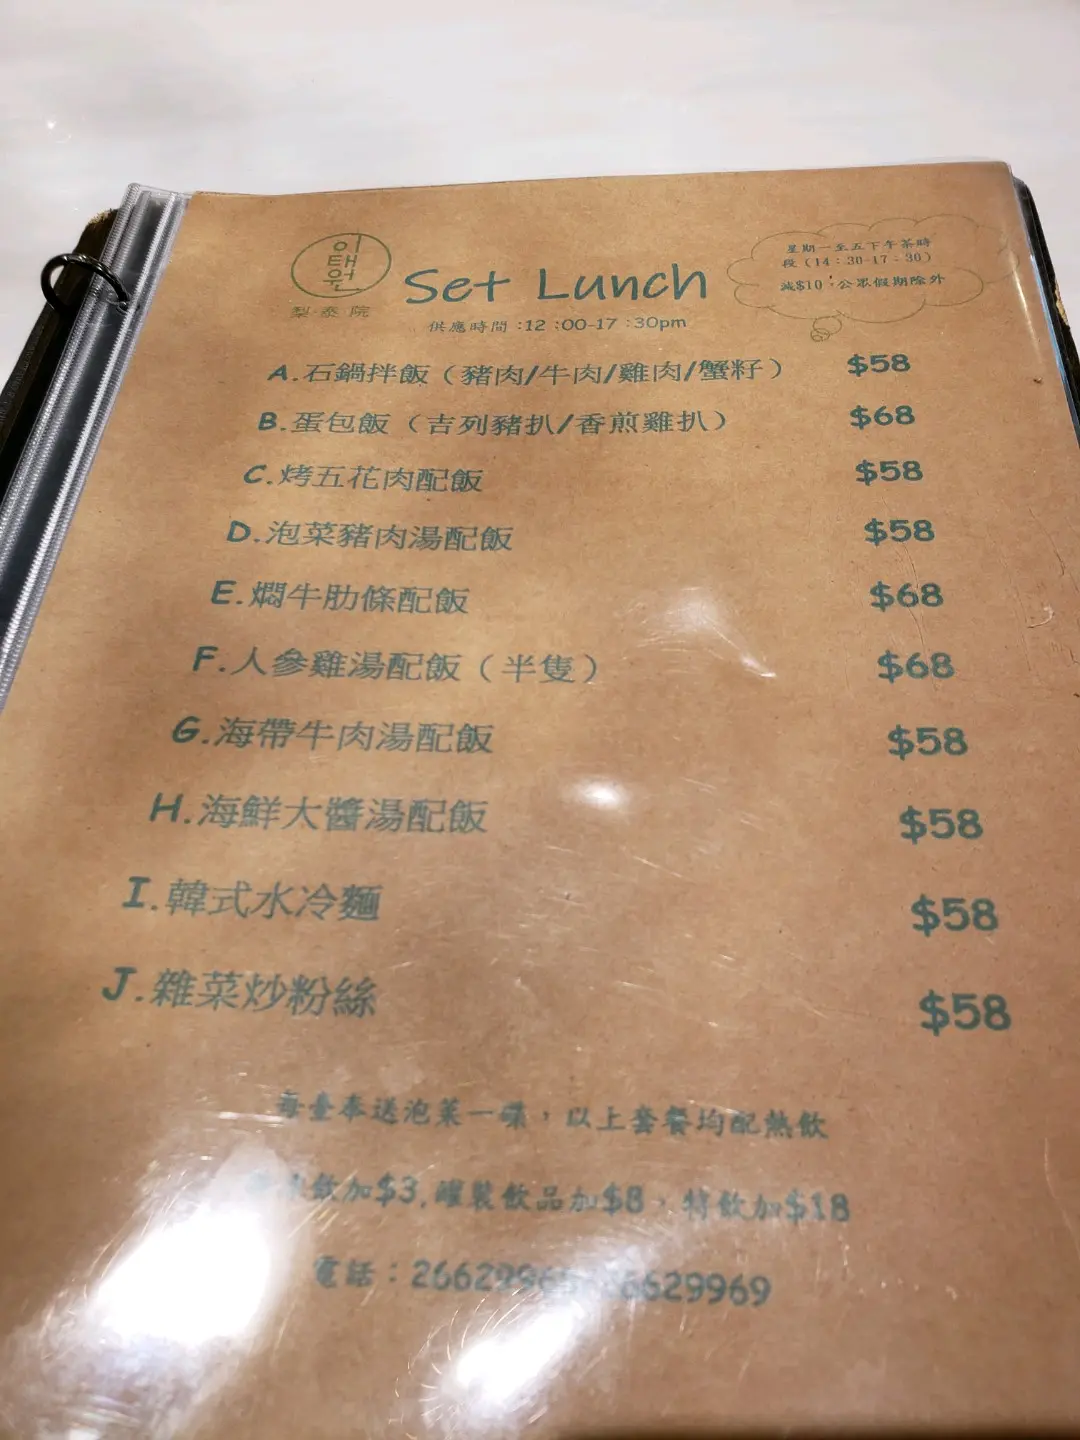 이
태
원
梨·泰 院
Set Lunch
供應時間:12:00-17:30pm
星期一至五下午茶時
段(14:30-17:30)
減$10,公眾假期除外
A.石鍋拌飯(豬肉/牛肉/雞肉/蟹籽) $58
B.蛋包飯(吉列豬扒/香煎雞扒) $68
C.烤五花肉配飯 $58
D.泡菜豬肉湯配飯 $58
E.燜牛肋條配飯 $68
F.人參雞湯配飯(半隻) $68
G.海帶牛肉湯配飯 $58
H.海鮮大醬湯配飯 $58
I.韓式水冷麵 $58
J.雜菜炒粉絲 $58
每臺奉送泡菜一碟,以上套餐均配熱飲
飲加$3,罐裝飲品加$8、特飲加$18
電話: